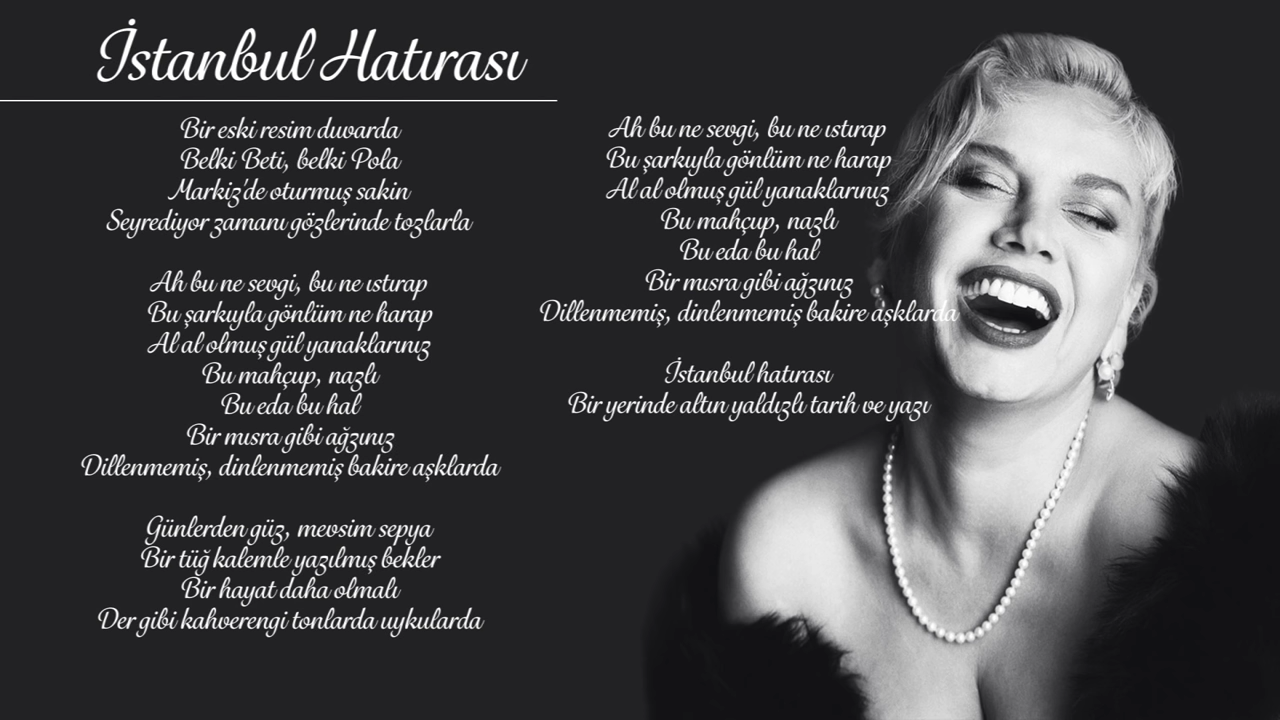 İstanbul Hatırası
Bir eski resim duvarda
Belki Beti, belki Pola
Markiz'de oturmuş sakin
Seyrediyor zamanı gözlerinde tozlarla
Ah bu ne sevgi, bu ne ıstırap
Bu şarkıyla gönlüm ne harap
Al al olmuş gül yanaklarınız
Bu mahçup, nazlı
Bu eda bu hal
Bir mısra gibi ağzınız
Dillenmemiş, dinlenmemiş bakire aşklarda
Günlerden güz, mevsim sepya
Bir tüğ kalemle yazılmış bekler
Bir hayat daha olmalı
Der gibi kahverengi tonlarda uykularda
Ah bu ne sevgi, bu ne ıstırap
Bu şarkıyla gönlüm ne harap
Al al olmuş gül yanaklarınız
Bu mahçup, nazlı
Bu eda bu hal
Bir mısra gibi ağzınız
Dillenmemiş, dinlenmemiş bakire aşklarda
İstanbul hatırası
Bir yerinde altın yaldızlı tarih ve yazı